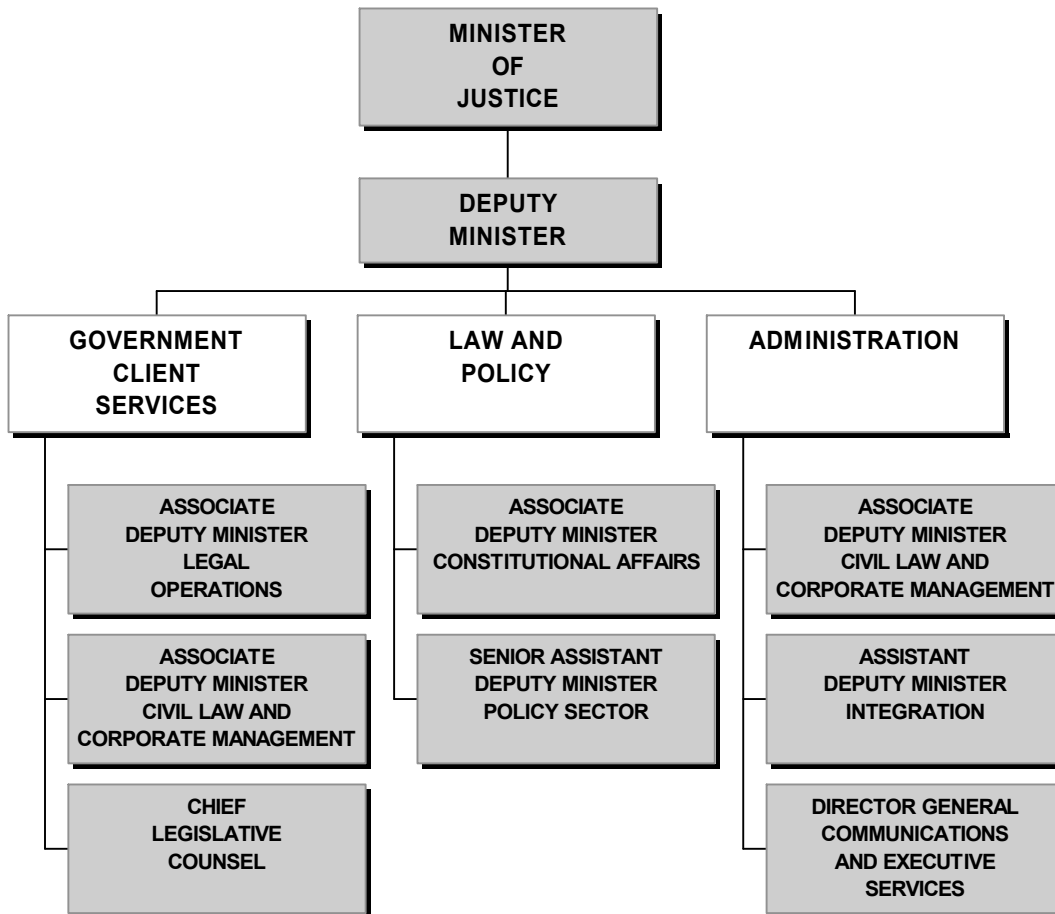 MINISTER
OF
JUSTICE
DEPUTY
MINISTER
GOVERNMENT
CLIENT
SERVICES
LAW AND
POLICY
ADMINISTRATION
ASSOCIATE
DEPUTY MINISTER
LEGAL
OPERATIONS
ASSOCIATE
DEPUTY MINISTER
CIVIL LAW AND
CORPORATE MANAGEMENT
CHIEF
LEGISLATIVE
COUNSEL
ASSOCIATE
DEPUTY MINISTER
CONSTITUTIONAL AFFAIRS
SENIOR ASSISTANT
DEPUTY MINISTER
POLICY SECTOR
ASSOCIATE
DEPUTY MINISTER
CIVIL LAW AND
CORPORATE MANAGEMENT
ASSISTANT
DEPUTY MINISTER
INTEGRATION
DIRECTOR GENERAL
COMMUNICATIONS
AND EXECUTIVE
SERVICES